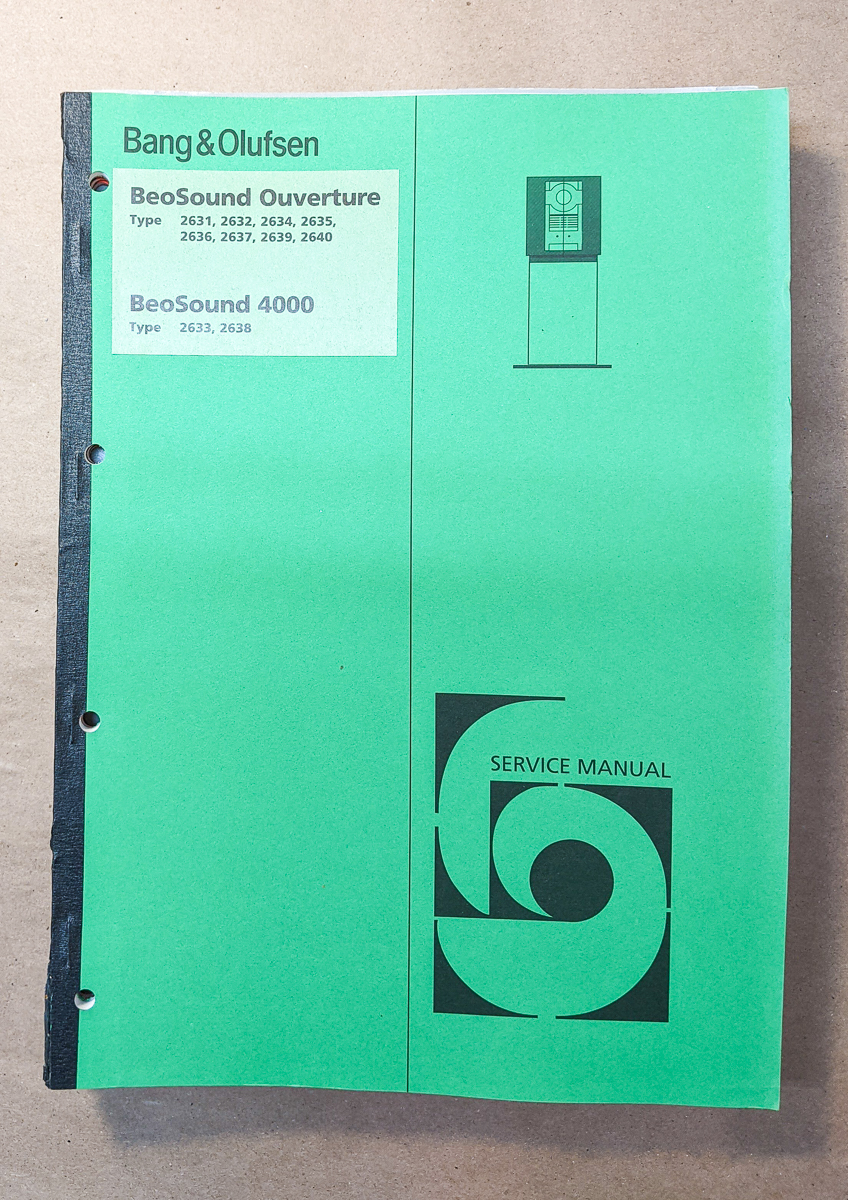 Bang&Olufsen
BeoSound Ouverture
Type 2631, 2632, 2634, 2635,
2636, 2637, 2639, 2640
BeoSound 4000
Type 2633, 2638
SERVICE MANUAL